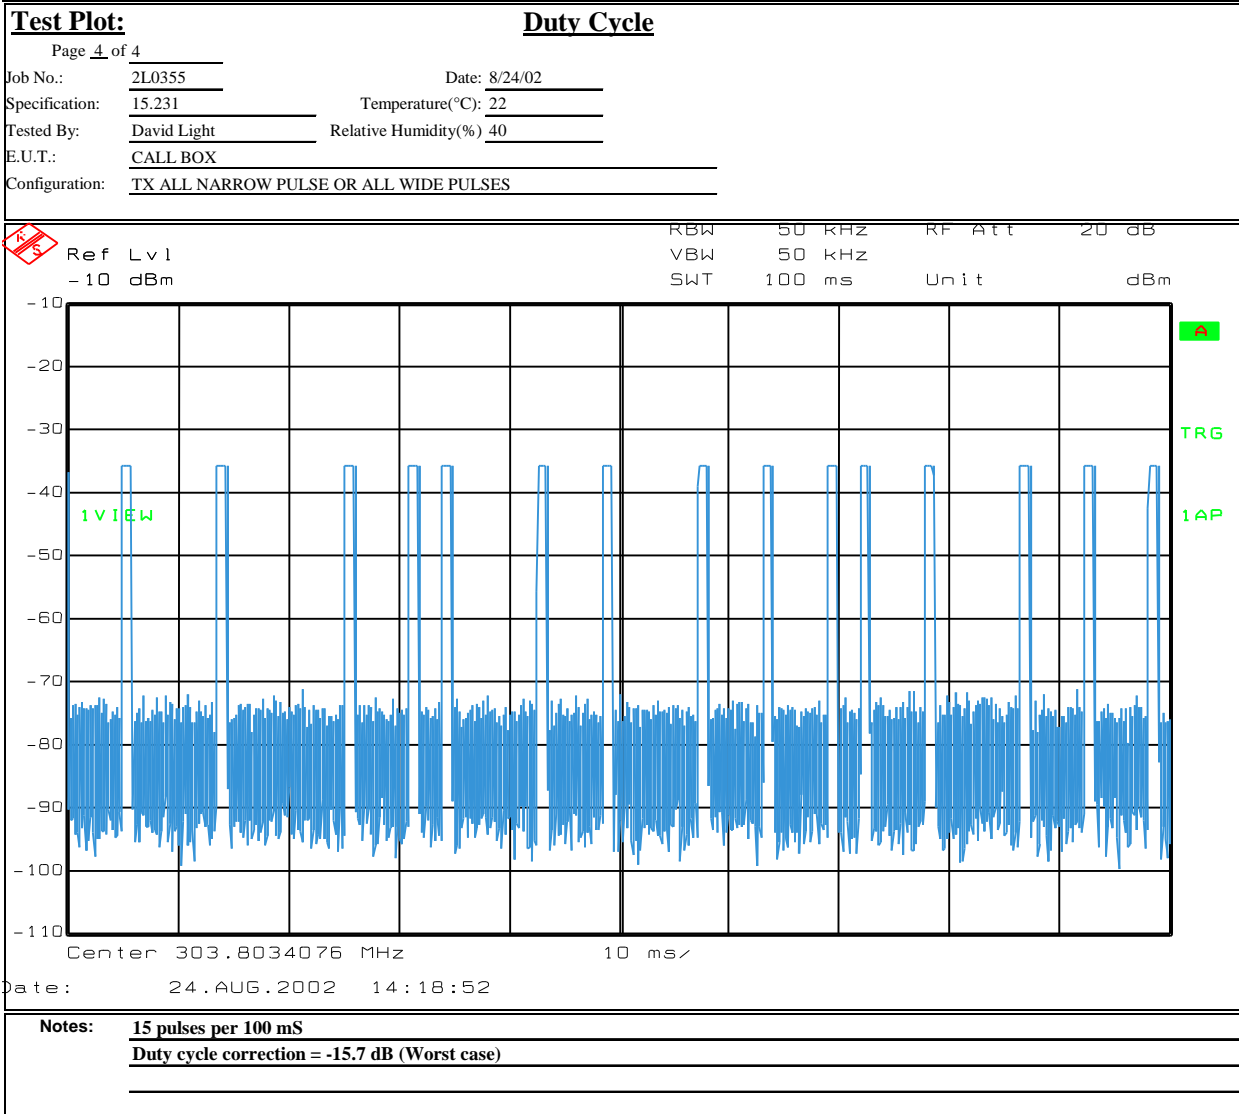 Test Plot: Duty Cycle
Page 4 of 4
Job No.: 2L0355 Date: 8/24/02
Specification: 15.231 Temperature(°C): 22
Tested By: David Light Relative Humidity(%) 40
E.U.T.: CALL BOX
Configuration: TX ALL NARROW PULSE OR ALL WIDE PULSES
R S
RBW 50 kHz RF Att 20 dB
Ref Lvl VBW 50 kHz
-10 dBm SWT 100 ms Unit dBm
-10
A
-20
-30
TRG
-40
1VIEW 1AP
-50
-60
-70
-80
-90
-100
-110
Center 303.8034076 MHz 10 ms/
Date: 24.AUG.2002 14:18:52
Notes: 15 pulses per 100 mS
Duty cycle correction = -15.7 dB (Worst case)